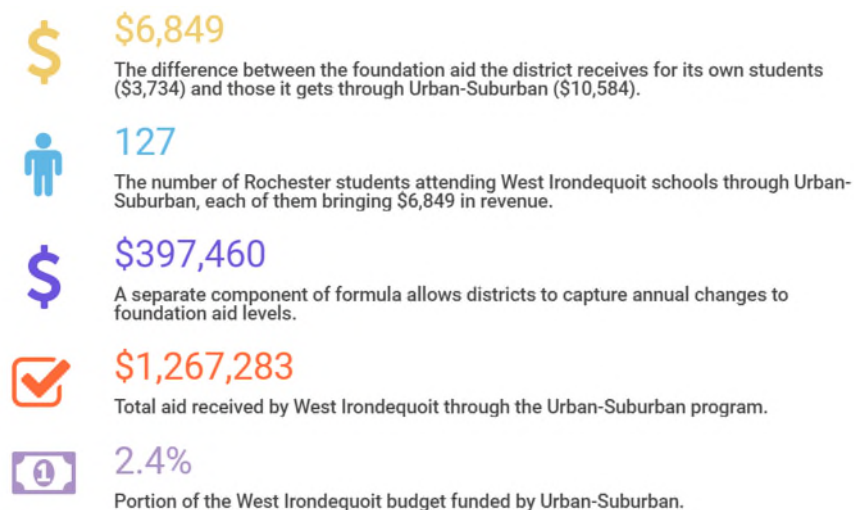 $6,849
The difference between the foundation aid the district receives for its own students
($3,734) and those it gets through Urban-Suburban ($10,584).
127
The number of Rochester students attending West Irondequoit schools through Urban-
Suburban, each of them bringing $6,849 in revenue.
$397,460
A separate component of formula allows districts to capture annual changes to
foundation aid levels.
$1,267,283
Total aid received by West Irondequoit through the Urban-Suburban program.
2.4%
Portion of the West Irondequoit budget funded by Urban-Suburban.